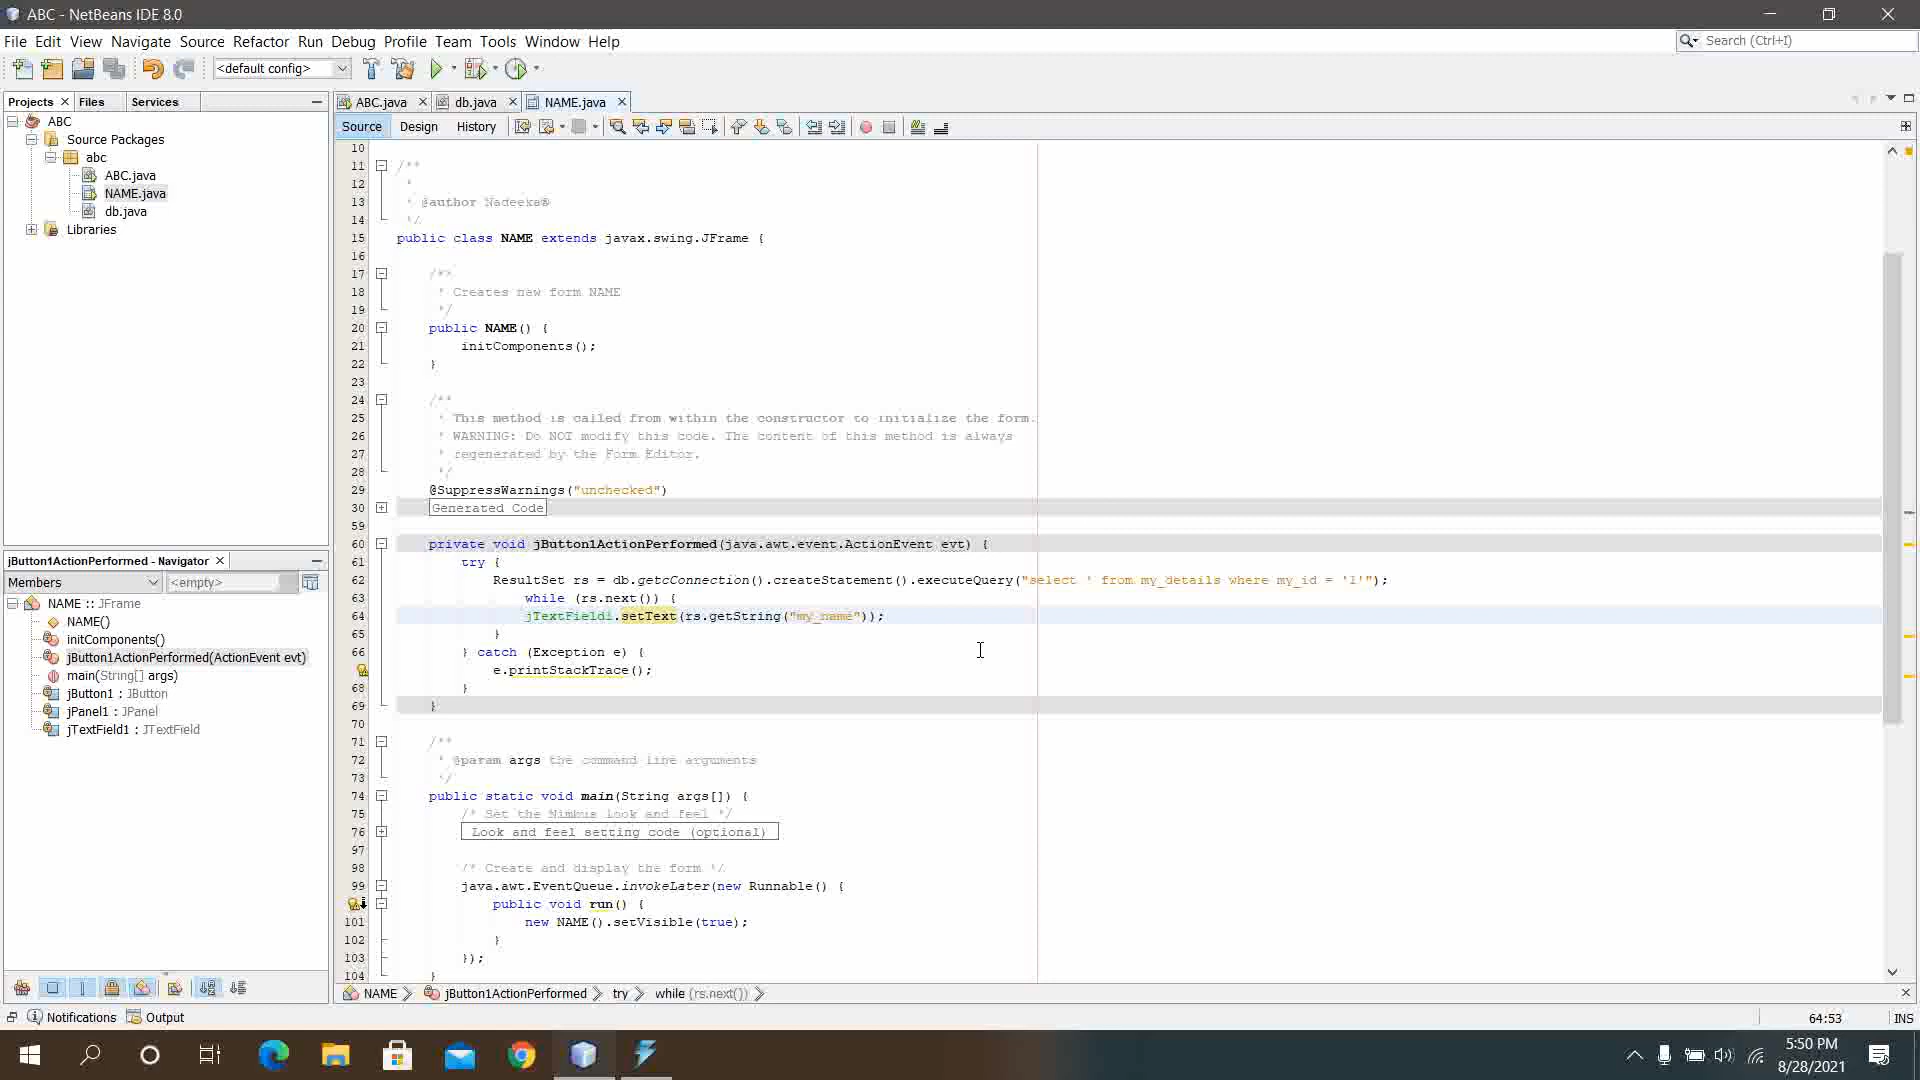 ABC - NetBeans IDE 8.0
File Edit View Navigate Source Refactor Run Debug Profile Team Tools Window Help
Search (Ctrl+I)
<default config>
Projects Files Services
ABC
Source Packages
abc
ABC.java
NAME.java
db.java
Libraries
ABC.java db.java NAME.java
Source Design History
10
11 /**
12 *
13 * @author Nadeeka®
14 */
15 public class NAME extends javax.swing.JFrame {
16
17 /**
18 * Creates new form NAME
19 */
20 public NAME() {
21 initComponents();
22 }
23
24 /**
25 * This method is called from within the constructor to initialize the form.
26 * WARNING: Do NOT modify this code. The content of this method is always
27 * regenerated by the Form Editor.
28 */
29 @SuppressWarnings("unchecked")
30 Generated Code
59
60 private void jButton1ActionPerformed(java.awt.event.ActionEvent evt) {
61 try {
62 ResultSet rs = db.getcConnection().createStatement().executeQuery("select * from my_details where my_id = '1'");
63 while (rs.next()) {
64 jTextField1.setText(rs.getString("my_name"));
65 }
66 } catch (Exception e) {
e.printStackTrace();
68 }
69 }
70
71 /**
72 * @param args the command line arguments
73 */
74 public static void main(String args[]) {
75 /* Set the Nimbus look and feel */
76 Look and feel setting code (optional)
97
98 /* Create and display the form */
99 java.awt.EventQueue.invokeLater(new Runnable() {
public void run() {
101 new NAME().setVisible(true);
102 }
103 });
104 }
jButton1ActionPerformed - Navigator
Members <empty>
NAME :: JFrame
NAME()
initComponents()
jButton1ActionPerformed(ActionEvent evt)
main(String[] args)
jButton1 : JButton
jPanel1 : JPanel
jTextField1 : JTextField
NAME jButton1ActionPerformed try while (rs.next())
Notifications Output
64:53 INS
5:50 PM
8/28/2021